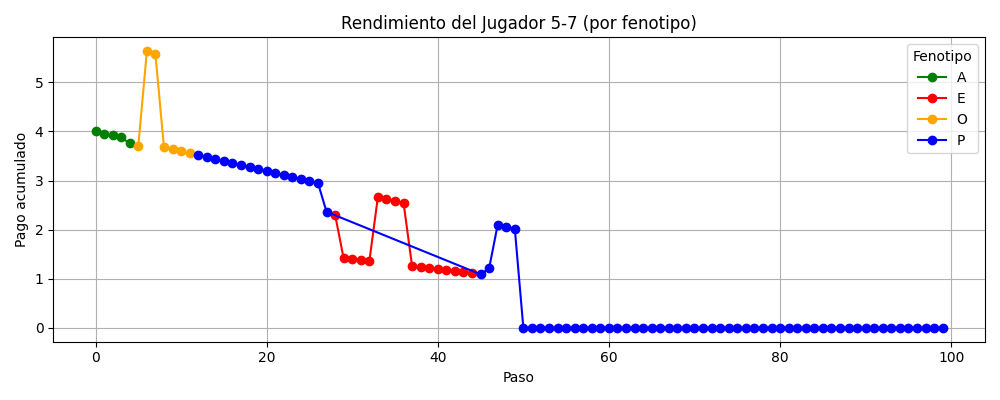 Rendimiento del Jugador 5-7 (por fenotipo)
Pago acumulado
5
4
3
2
1
0
Fenotipo
A
E
O
P
0
20
40
60
80
100
Paso